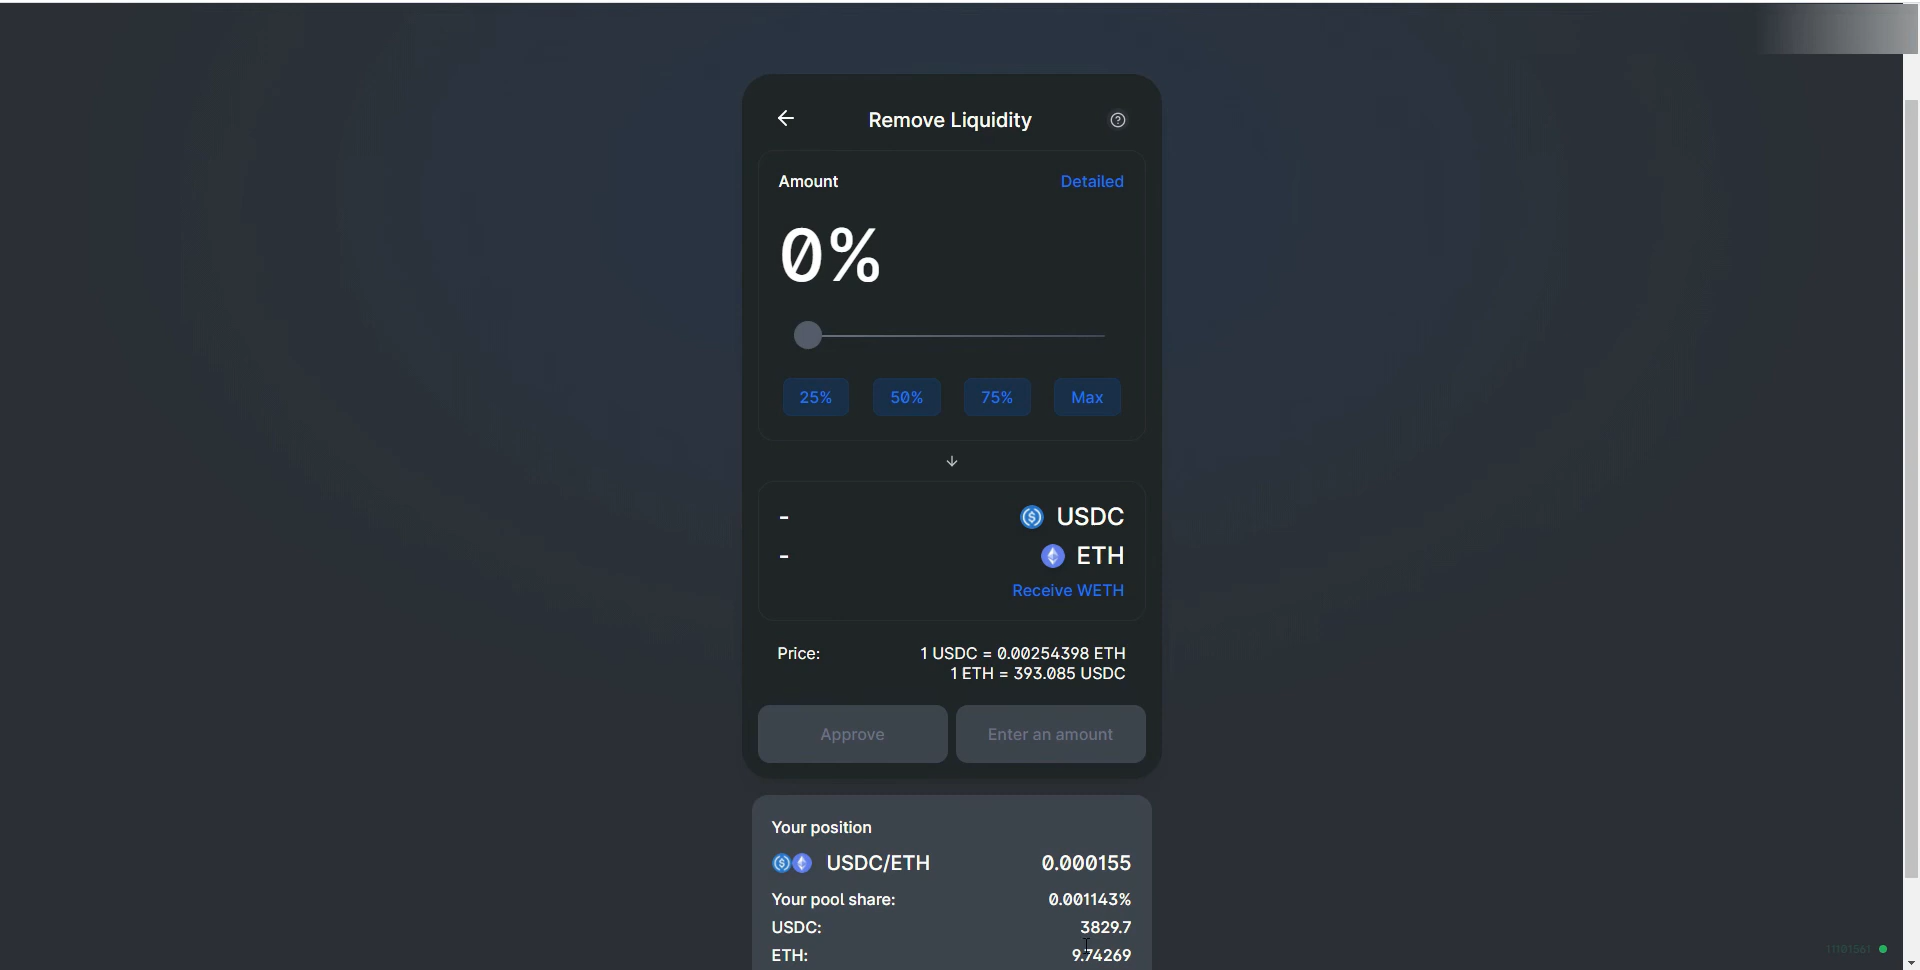 Remove Liquidity
Amount Detailed
0%
25% 50% 75% Max
- USDC
- ETH
Receive WETH
Price: 1 USDC = 0.00254398 ETH
1 ETH = 393.085 USDC
Approve Enter an amount
Your position
USDC/ETH 0.000155
Your pool share: 0.001143%
USDC: 3829.7
ETH: 9.74269
11101561